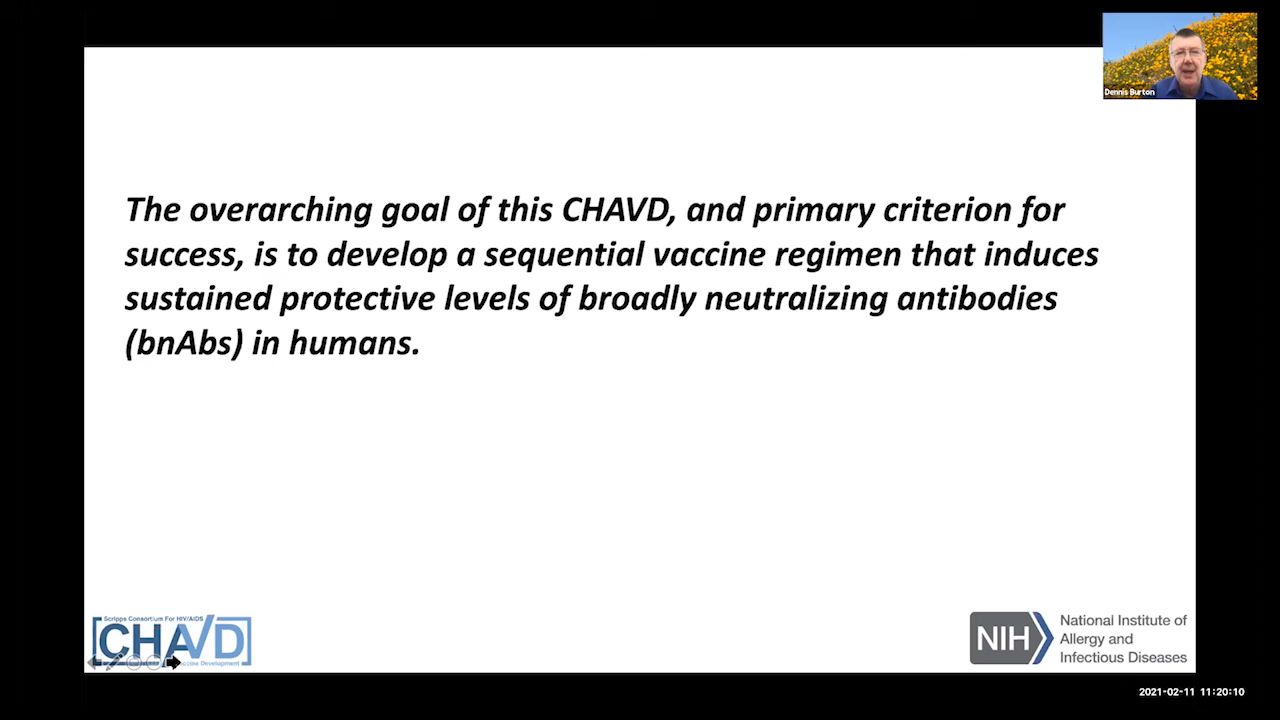 Dennis Burton
The overarching goal of this CHAVD, and primary criterion for
success, is to develop a sequential vaccine regimen that induces
sustained protective levels of broadly neutralizing antibodies
(bnAbs) in humans.
Scripps Consortium For HIV/AIDS
CHAVD
Vaccine Development
NIH
National Institute of
Allergy and
Infectious Diseases
2021-02-11 11:20:10